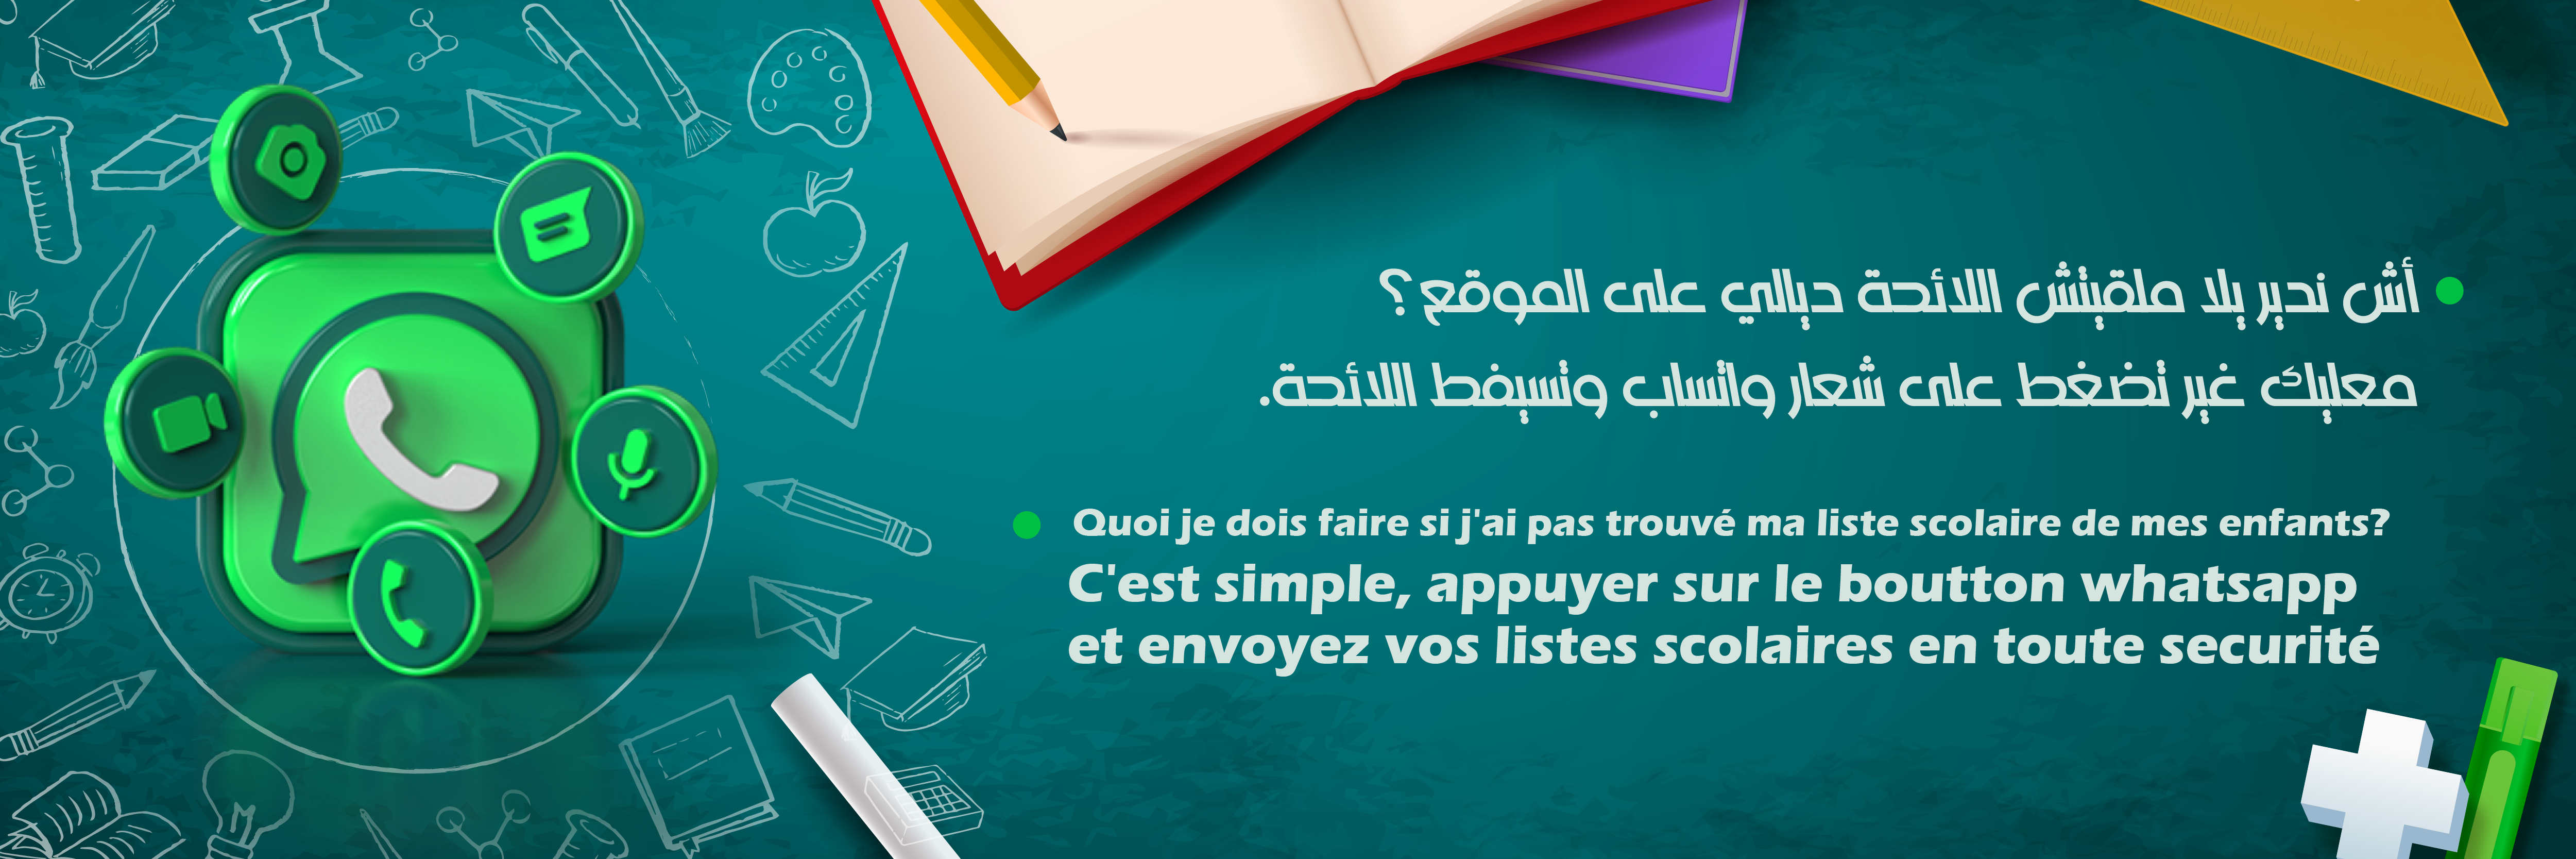 أش ندير يلا ملقيتش اللائحة ديالي على الموقع ؟
معليك غير تضغط على شعار واتساب وتسيفط اللائحة.
Quoi je dois faire si j'ai pas trouvé ma liste scolaire de mes enfants?
C'est simple, appuyer sur le boutton whatsapp
et envoyez vos listes scolaires en toute securité